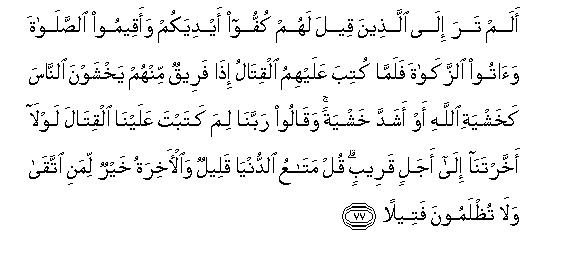 أَلَمْ تَرَ إِلَى ٱلَّذِينَ قِيلَ لَهُمْ كُفُّوٓا۟ أَيْدِيَكُمْ وَأَقِيمُوا۟ ٱلصَّلَوٰةَ
وَءَاتُوا۟ ٱلزَّكَوٰةَ فَلَمَّا كُتِبَ عَلَيْهِمُ ٱلْقِتَالُ إِذَا فَرِيقٌ مِّنْهُمْ يَخْشَوْنَ ٱلنَّاسَ
كَخَشْيَةِ ٱللَّهِ أَوْ أَشَدَّ خَشْيَةً ۚ وَقَالُوا۟ رَبَّنَا لِمَ كَتَبْتَ عَلَيْنَا ٱلْقِتَالَ لَوْلَآ
أَخَّرْتَنَآ إِلَىٰٓ أَجَلٍ قَرِيبٍ ۗ قُلْ مَتَـٰعُ ٱلدُّنْيَا قَلِيلٌ وَٱلْـَٔاخِرَةُ خَيْرٌ لِّمَنِ ٱتَّقَىٰ
وَلَا تُظْلَمُونَ فَتِيلًا ٧٧